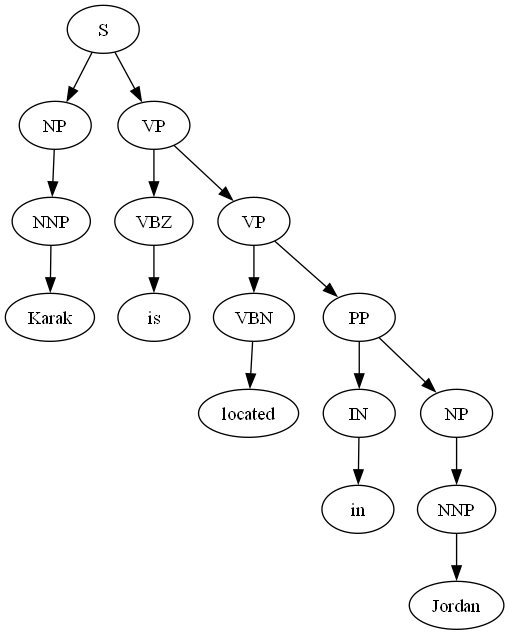 S
NP VP
NNP VBZ VP
Karak is VBN PP
located IN NP
in NNP
Jordan